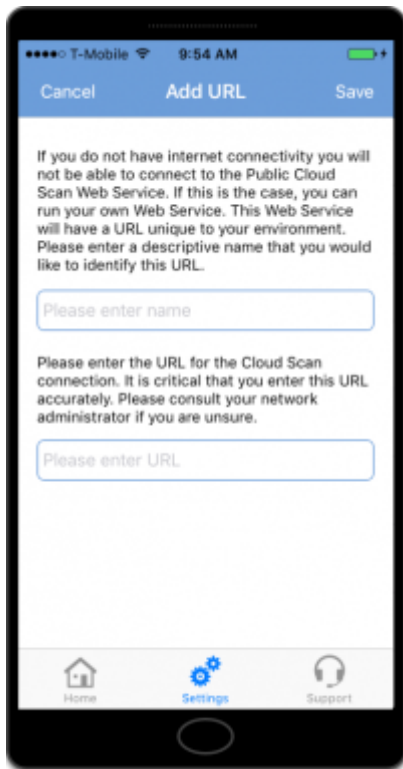 T-Mobile 9:54 AM
Cancel Add URL Save
If you do not have internet connectivity you will
not be able to connect to the Public Cloud
Scan Web Service. If this is the case, you can
run your own Web Service. This Web Service
will have a URL unique to your environment.
Please enter a descriptive name that you would
like to identify this URL.
Please enter name
Please enter the URL for the Cloud Scan
connection. It is critical that you enter this URL
accurately. Please consult your network
administrator if you are unsure.
Please enter URL
Home Settings Support